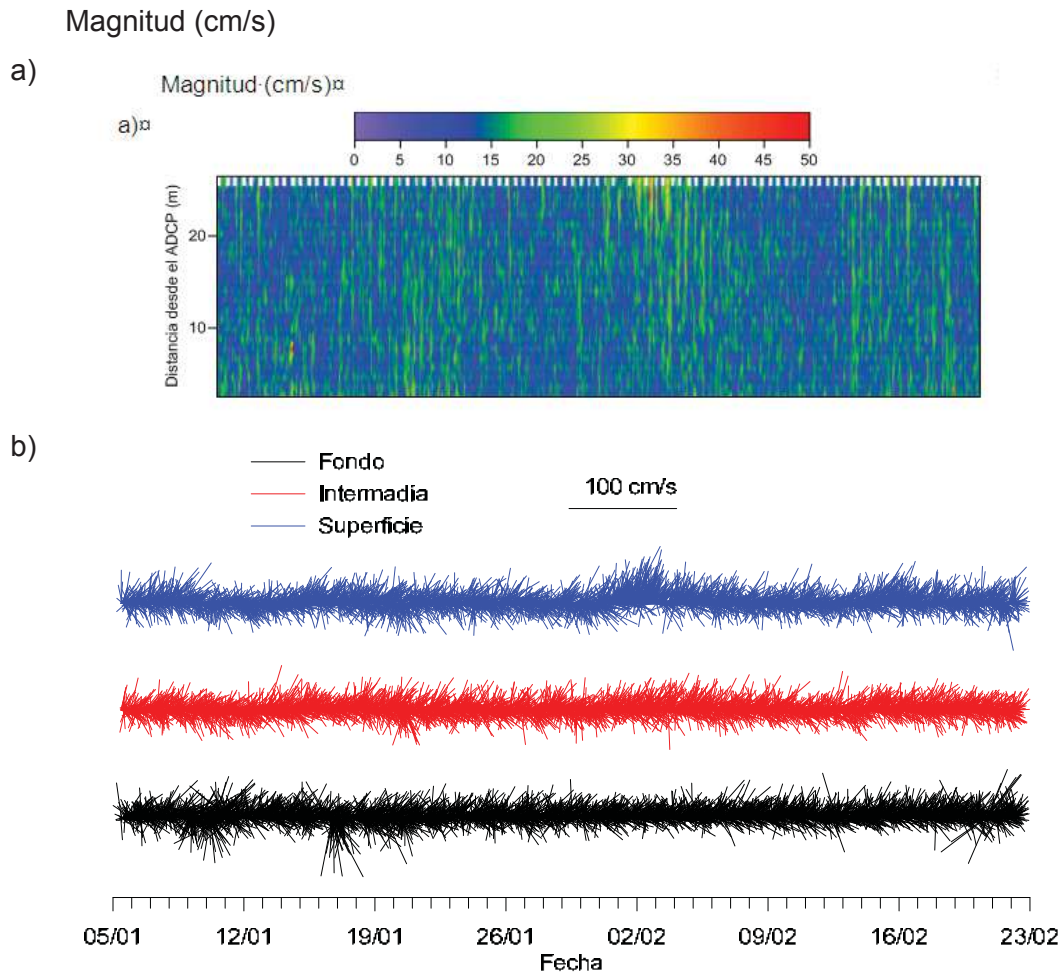 Magnitud (cm/s)
a)
Magnitud·(cm/s)¤
a)¤
0 5 10 15 20 25 30 35 40 45 50
Distancia desde el ADCP (m)
20
10
b)
Fondo
Intermadia
Superficie
100 cm/s
05/01 12/01 19/01 26/01 02/02 09/02 16/02 23/02
Fecha